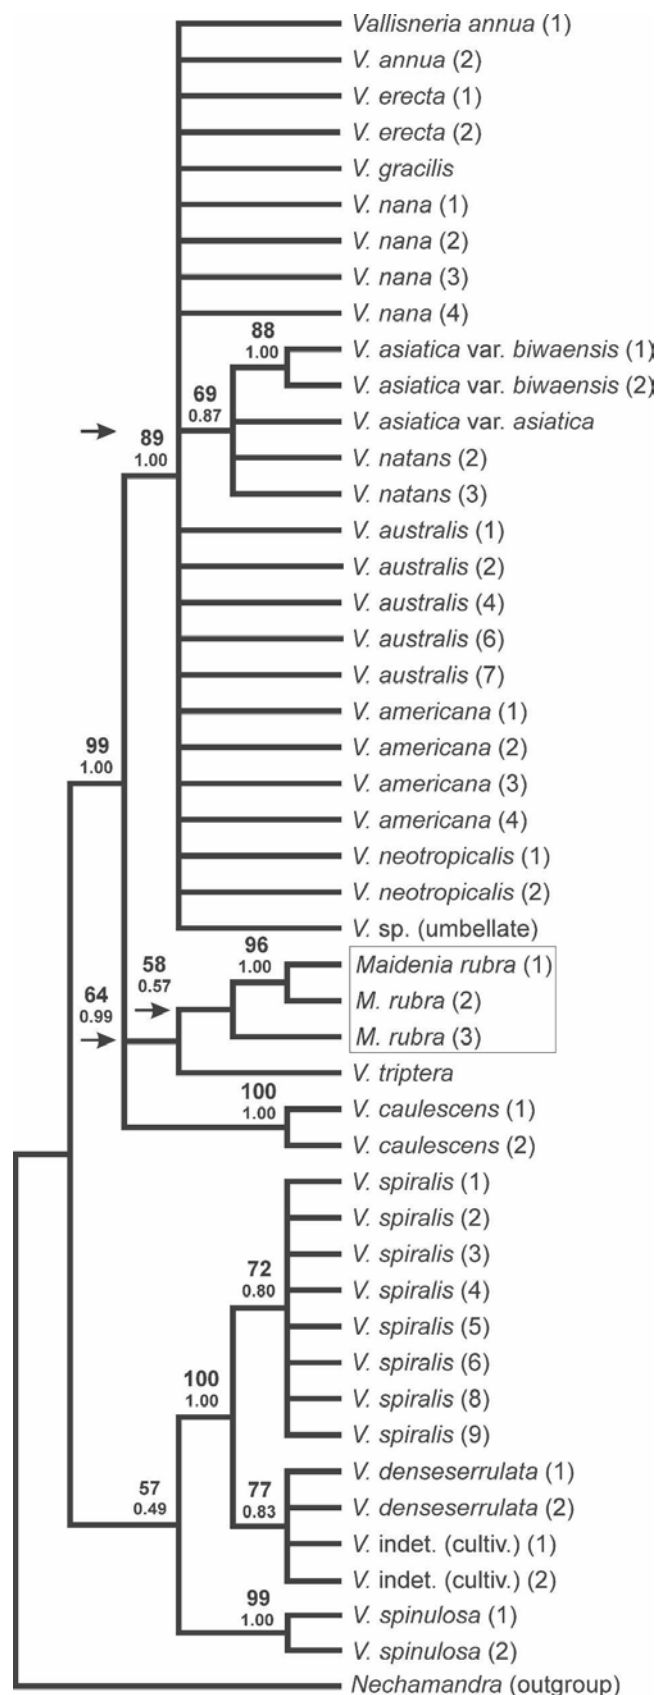 Vallisneria annua (1)
V. annua (2)
V. erecta (1)
V. erecta (2)
V. gracilis
V. nana (1)
V. nana (2)
V. nana (3)
V. nana (4)
88
1.00
V. asiatica var. biwaensis (1)
V. asiatica var. biwaensis (2)
69
0.87
V. asiatica var. asiatica
89
1.00
V. natans (2)
V. natans (3)
V. australis (1)
V. australis (2)
V. australis (4)
V. australis (6)
V. australis (7)
V. americana (1)
V. americana (2)
99
1.00
V. americana (3)
V. americana (4)
V. neotropicalis (1)
V. neotropicalis (2)
V. sp. (umbellate)
96
1.00
Maidenia rubra (1)
58
0.57
M. rubra (2)
64
0.99
M. rubra (3)
V. triptera
100
1.00
V. caulescens (1)
V. caulescens (2)
V. spiralis (1)
V. spiralis (2)
V. spiralis (3)
72
0.80
V. spiralis (4)
V. spiralis (5)
V. spiralis (6)
100
1.00
V. spiralis (8)
V. spiralis (9)
V. denseserrulata (1)
57
0.49
77
0.83
V. denseserrulata (2)
V. indet. (cultiv.) (1)
V. indet. (cultiv.) (2)
99
1.00
V. spinulosa (1)
V. spinulosa (2)
Nechamandra (outgroup)